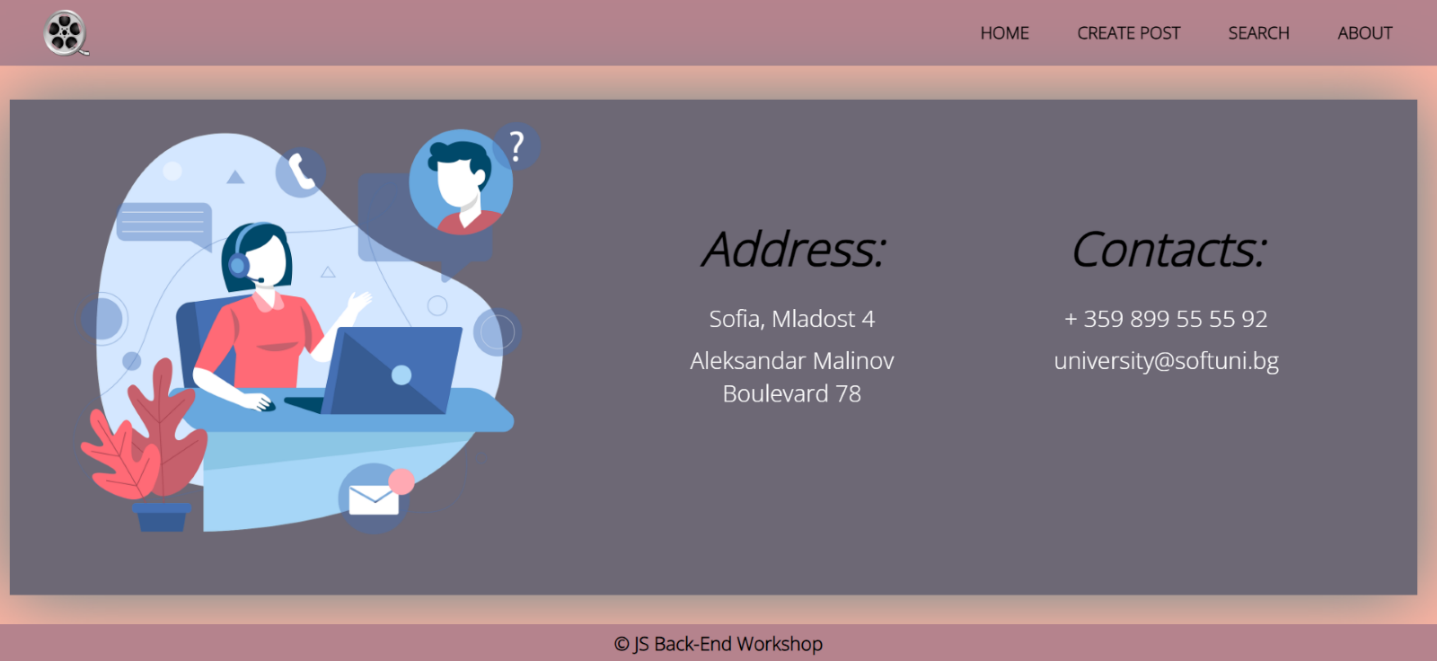 HOME CREATE POST SEARCH ABOUT
?
Address:
Sofia, Mladost 4
Aleksandar Malinov
Boulevard 78
Contacts:
+ 359 899 55 55 92
university@softuni.bg
© JS Back-End Workshop